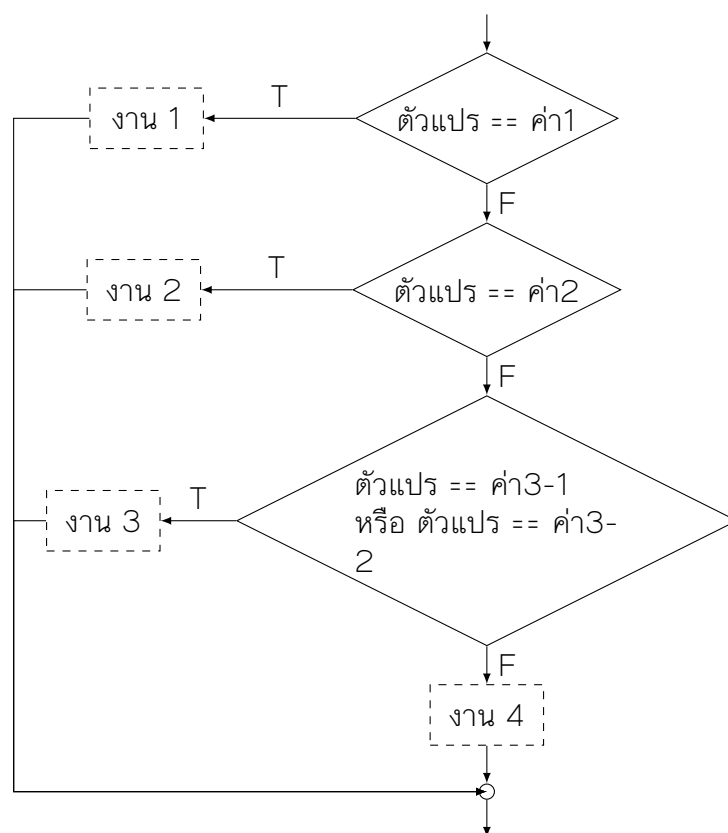 T
งาน 1
ตัวแปร == ค่า1
F
T
งาน 2
ตัวแปร == ค่า2
F
T
งาน 3
ตัวแปร == ค่า3-1
หรือ ตัวแปร == ค่า3-
2
F
งาน 4